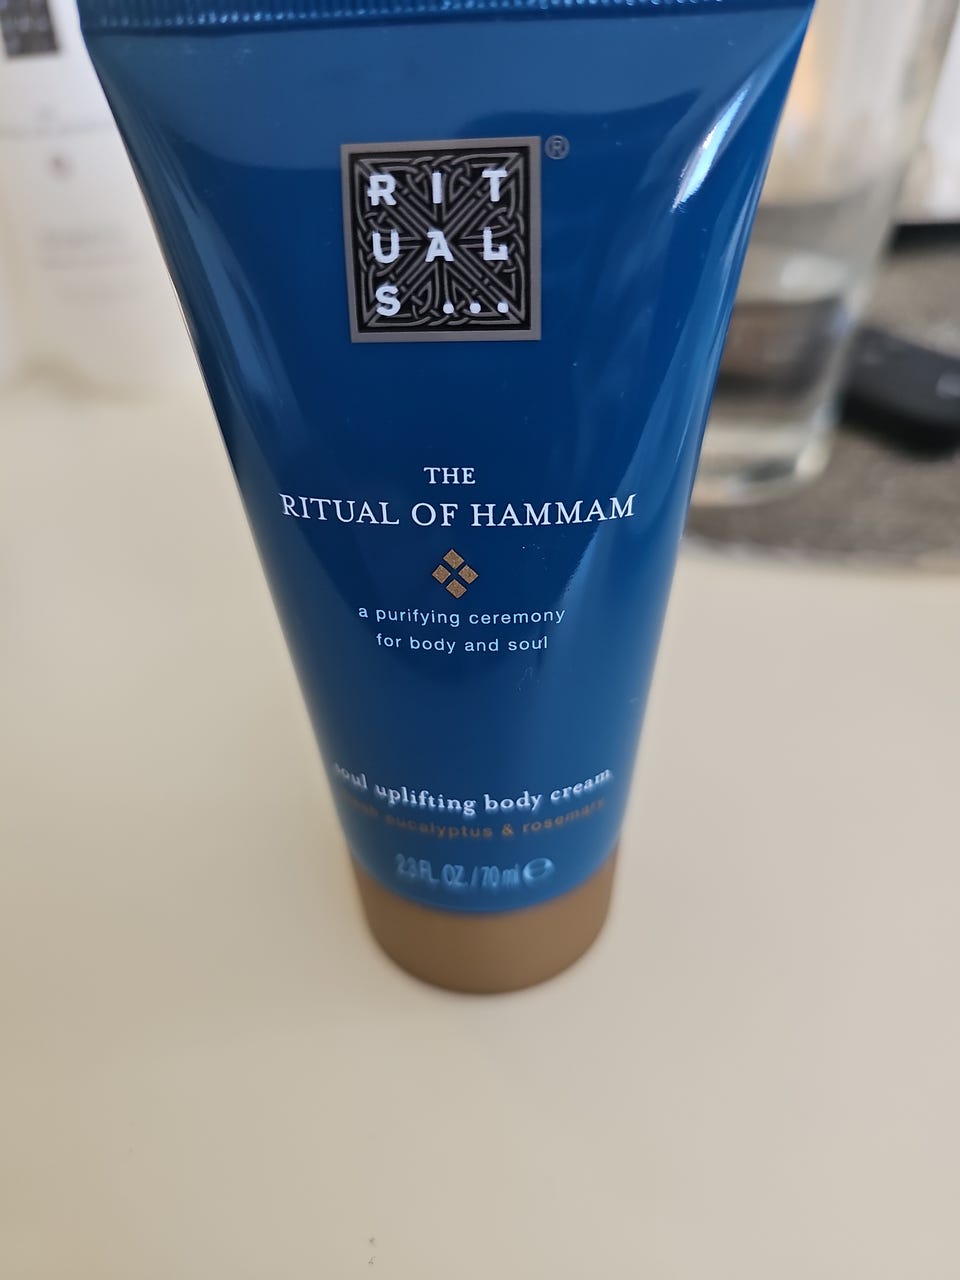 RIT
UAL
S...
®
THE
RITUAL OF HAMMAM
a purifying ceremony
for body and soul
soul uplifting body cream
eucalyptus & rosemary
2.3 FL. OZ. / 70 ml ℮